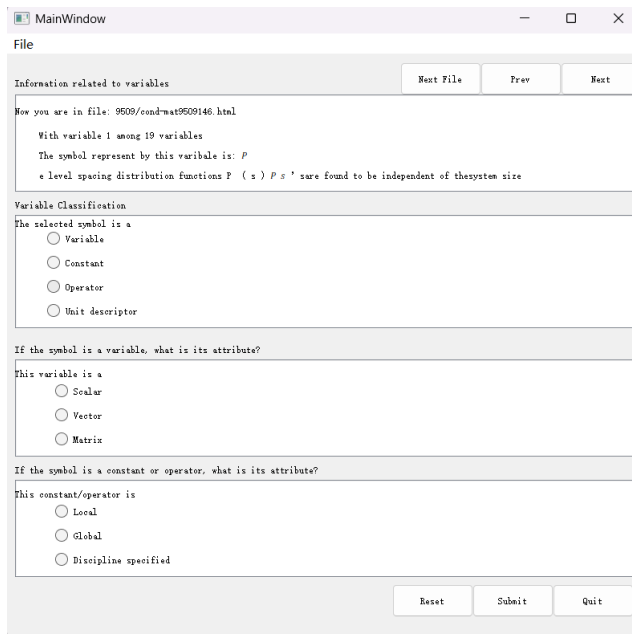 MainWindow
File
Information related to variables
Next File
Prev
Next
Now you are in file: 9509/cond-mat9509146.html
With variable 1 among 19 variables
The symbol represent by this varibale is: P
e level spacing distribution functions P ( s ) P s 's are found to be independent of thesystem size
Variable Classification
The selected symbol is a
Variable
Constant
Operator
Unit descriptor
If the symbol is a variable, what is its attribute?
This variable is a
Scalar
Vector
Matrix
If the symbol is a constant or operator, what is its attribute?
This constant/operator is
Local
Global
Discipline specified
Reset
Submit
Quit